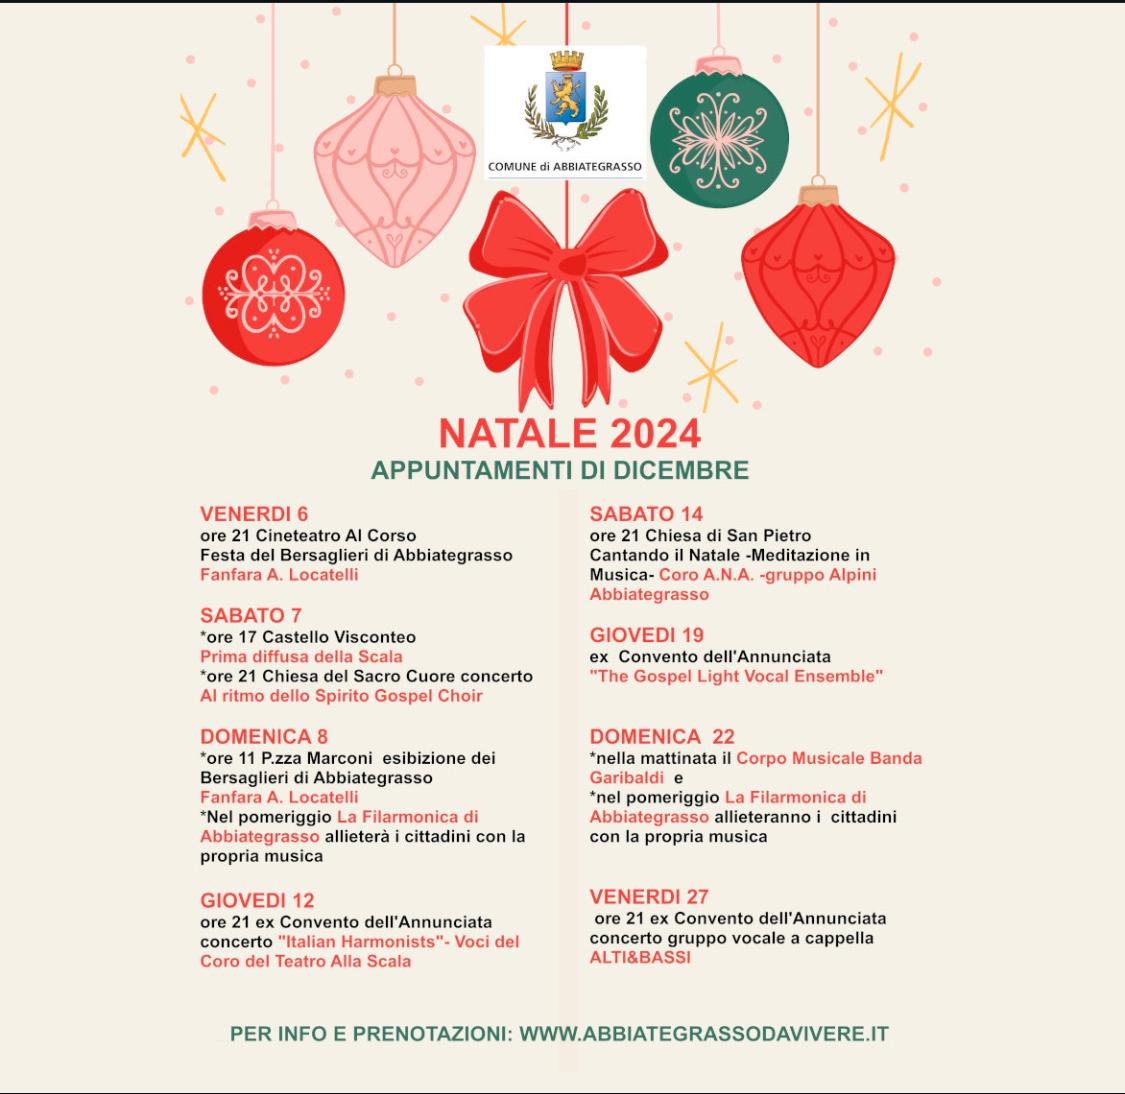 COMUNE di ABBIATEGRASSO
NATALE 2024
APPUNTAMENTI DI DICEMBRE
VENERDI 6
ore 21 Cineteatro Al Corso
Festa del Bersaglieri di Abbiategrasso
Fanfara A. Locatelli
SABATO 7
*ore 17 Castello Visconteo
Prima diffusa della Scala
*ore 21 Chiesa del Sacro Cuore concerto
Al ritmo dello Spirito Gospel Choir
DOMENICA 8
*ore 11 P.zza Marconi  esibizione dei
Bersaglieri di Abbiategrasso
Fanfara A. Locatelli
*Nel pomeriggio La Filarmonica di
Abbiategrasso allieterà i cittadini con la
propria musica
GIOVEDI 12
ore 21 ex Convento dell'Annunciata
concerto "Italian Harmonists"- Voci del
Coro del Teatro Alla Scala
SABATO 14
ore 21 Chiesa di San Pietro
Cantando il Natale -Meditazione in
Musica- Coro A.N.A. -gruppo Alpini
Abbiategrasso
GIOVEDI 19
ex  Convento dell'Annunciata
"The Gospel Light Vocal Ensemble"
DOMENICA  22
*nella mattinata il Corpo Musicale Banda
Garibaldi  e
*nel pomeriggio La Filarmonica di
Abbiategrasso allieteranno i  cittadini
con la propria musica
VENERDI 27
ore 21 ex Convento dell'Annunciata
concerto gruppo vocale a cappella
ALTI&BASSI
PER INFO E PRENOTAZIONI: WWW.ABBIATEGRASSODAVIVERE.IT